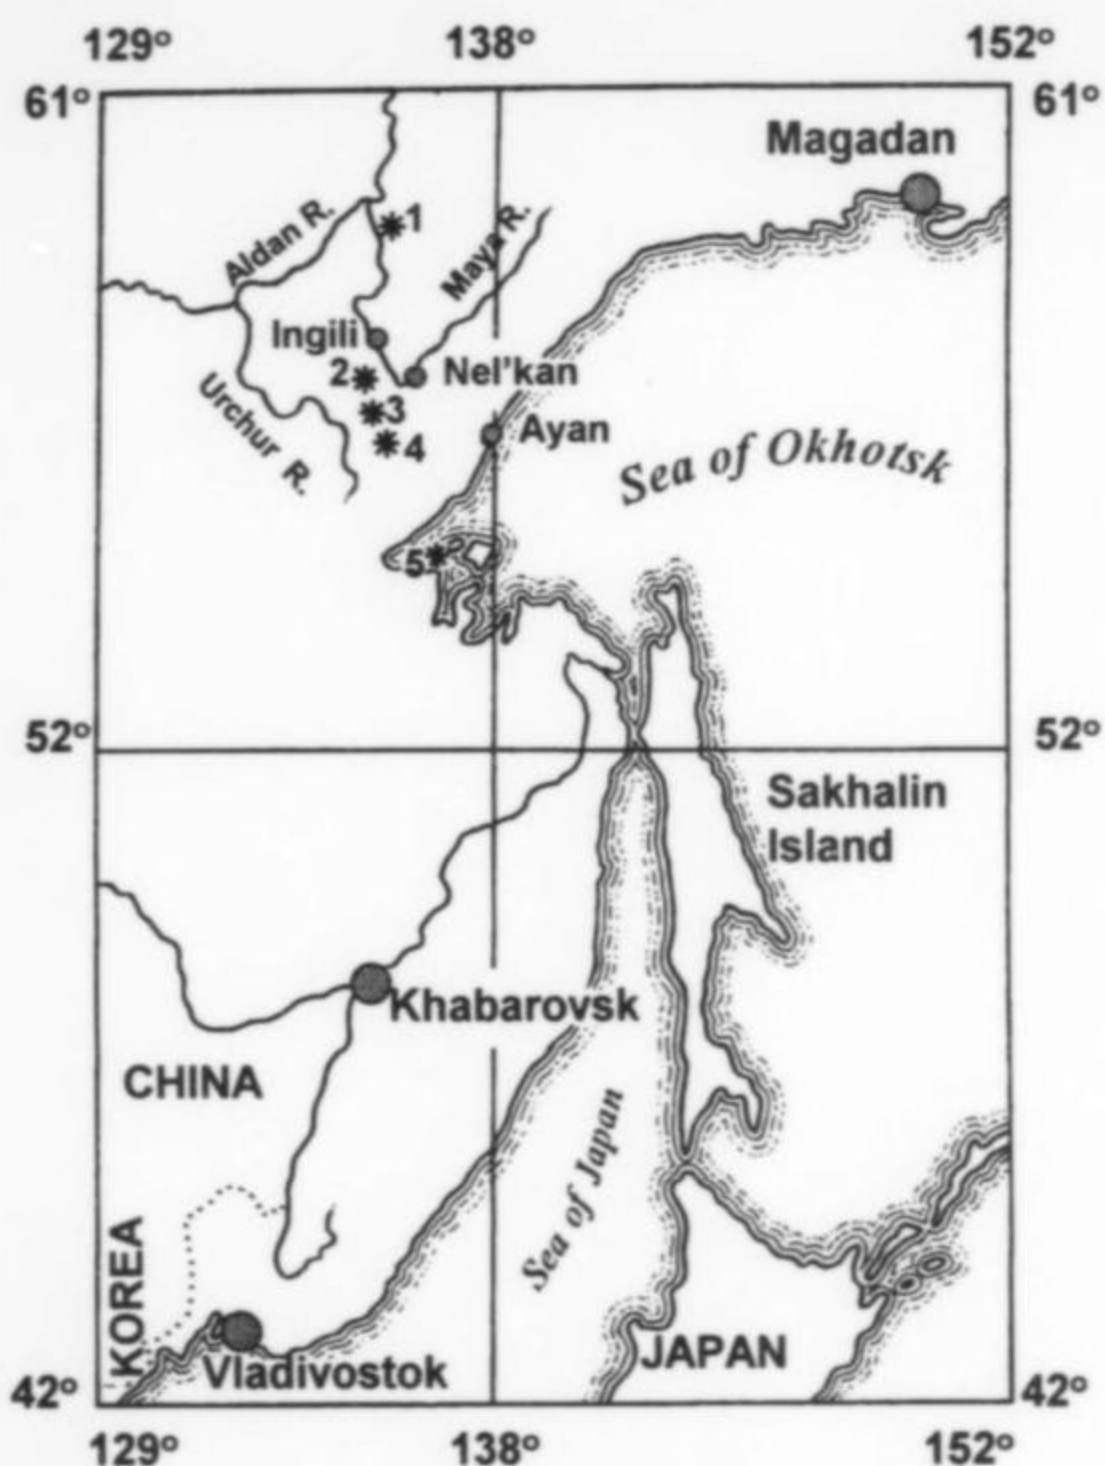 129° 138° 152°
61° 61°
Magadan
Aldan R.
*1
Maya R.
Ingili
2*
Nel'kan
*3
Urchur R.
*4
Ayan
Sea of Okhotsk
5*
52° 52°
Sakhalin
Island
Khabarovsk
CHINA
Sea of Japan
KOREA
JAPAN
Vladivostok
42° 42°
129° 138° 152°